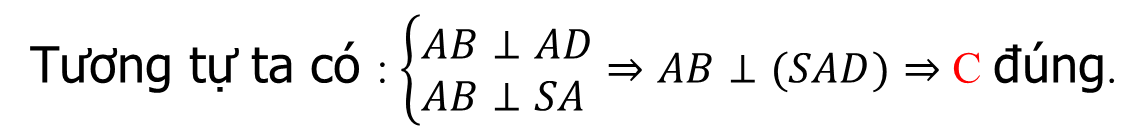 Tương tự ta có : {AB ⊥ AD
AB ⊥ SA ⇒ AB ⊥ (SAD) ⇒ C đúng.